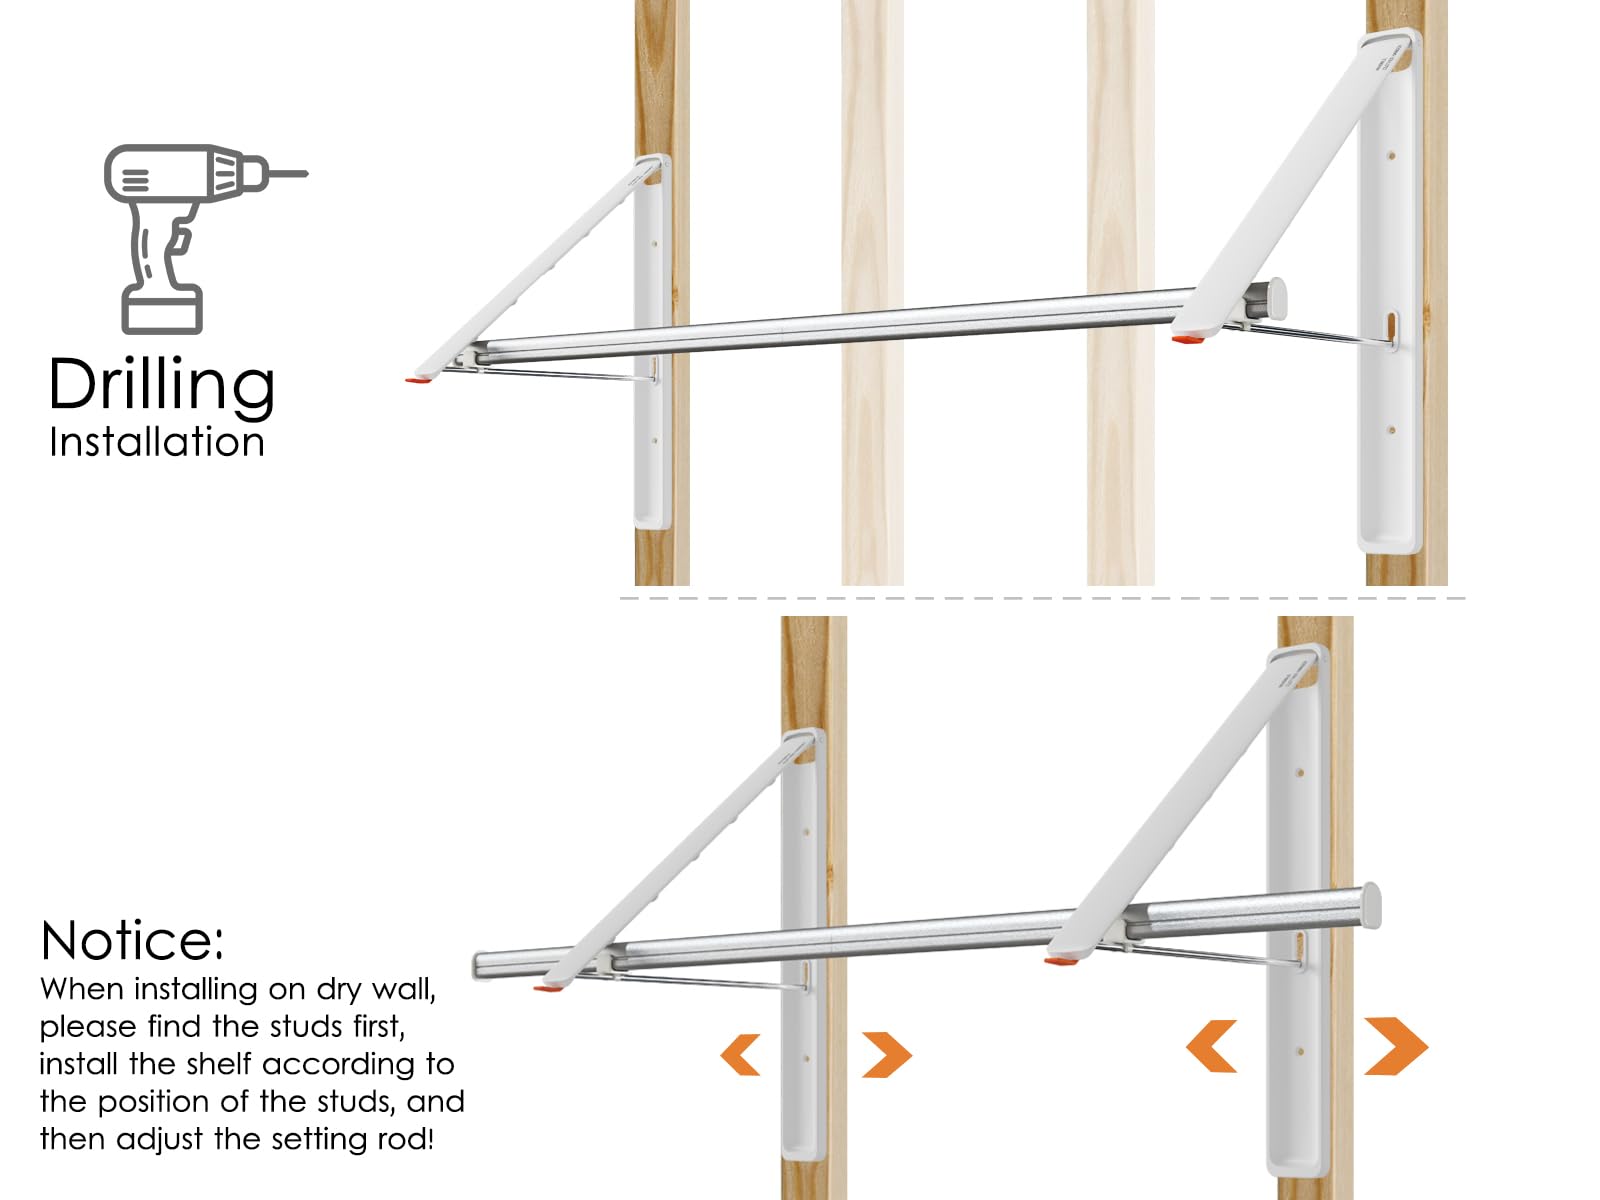 Drilling
Installation
Notice:
When installing on dry wall,
please find the studs first,
install the shelf according to
the position of the studs, and
then adjust the setting rod!